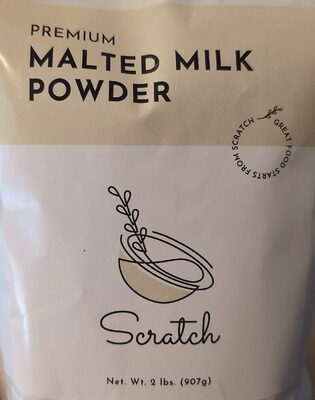 PREMIUM
MALTED MILK
POWDER
GREAT FOOD STARTS FROM SCRATCH
Scratch
Net. Wt. 2 lbs. (907g)